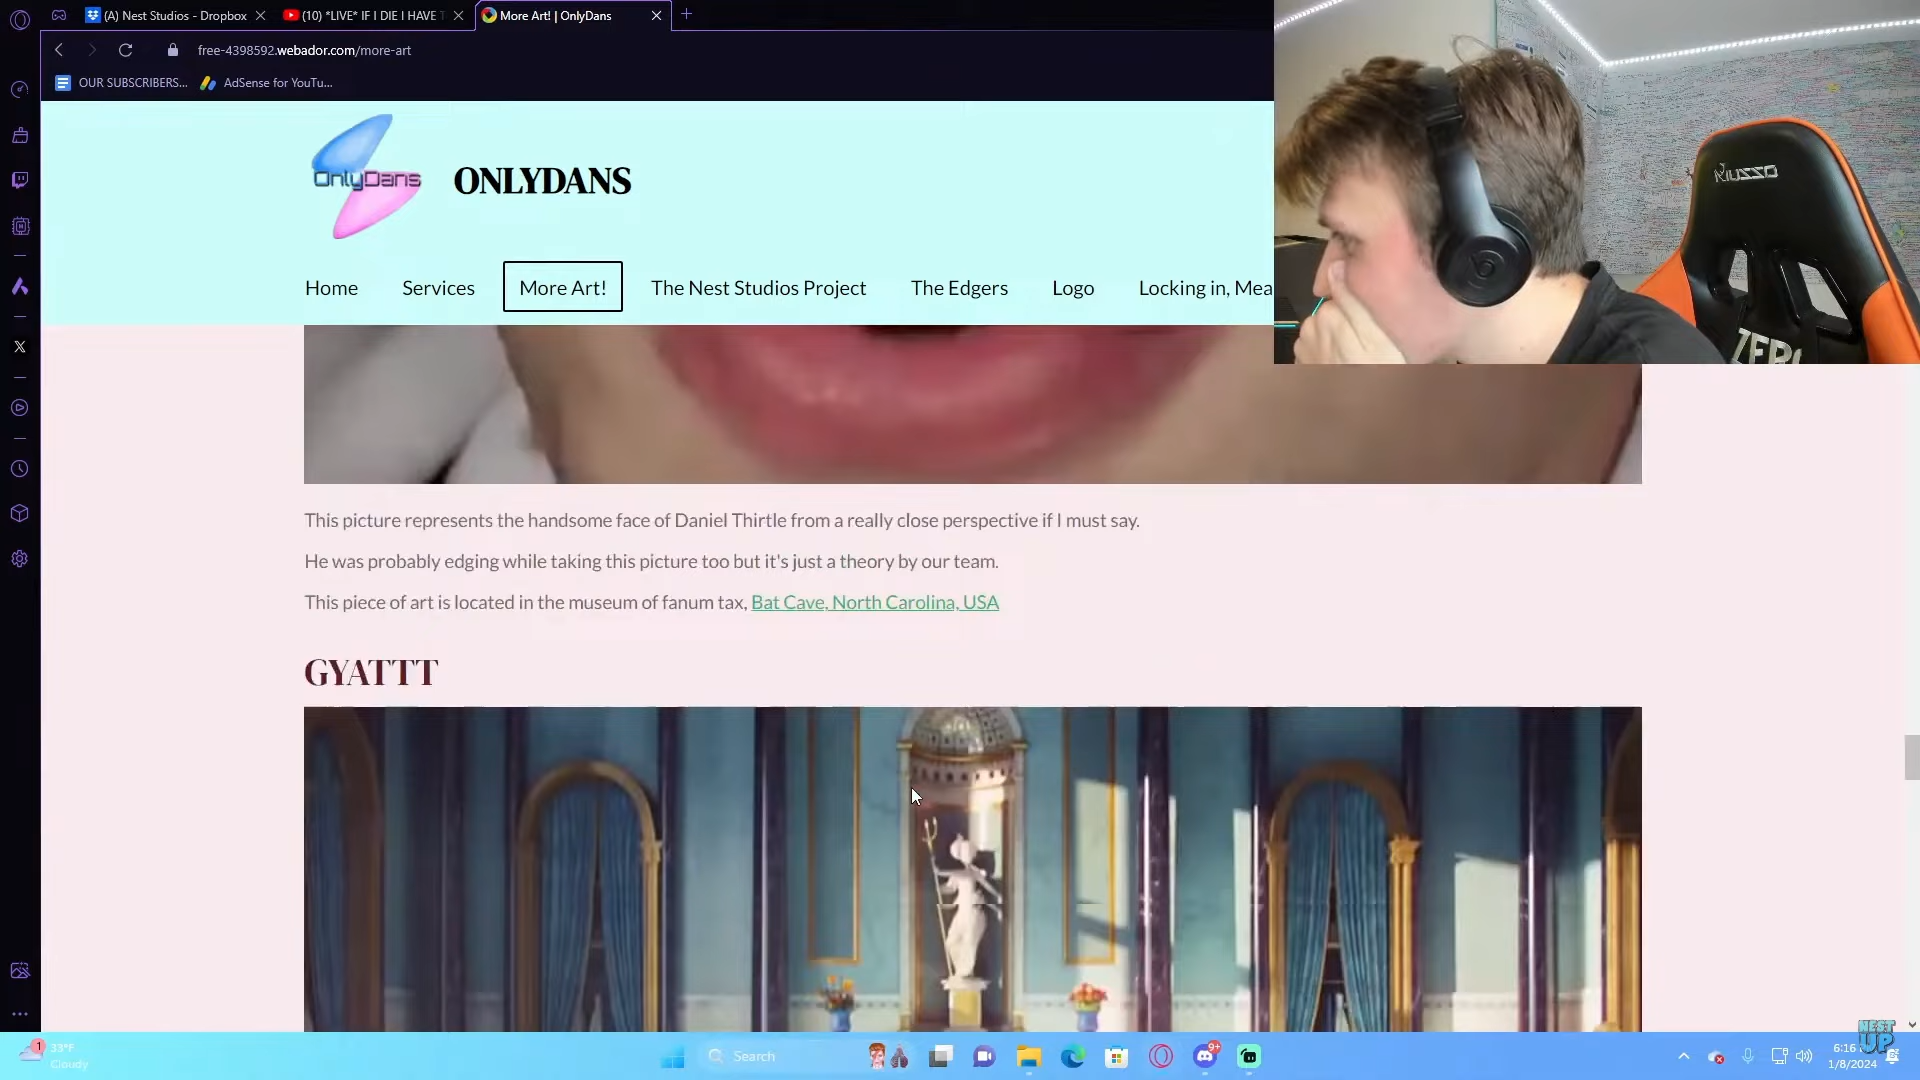 (A) Nest Studios - Dropbox
(10) *LIVE* IF I DIE I HAVE T
More Art! | OnlyDans
free-4398592.webador.com/more-art
OUR SUBSCRIBERS...
AdSense for YouTu...
OnlyDans
ONLYDANS
Home
Services
More Art!
The Nest Studios Project
The Edgers
Logo
Locking in, Mea
ZERO
This picture represents the handsome face of Daniel Thirtle from a really close perspective if I must say.
He was probably edging while taking this picture too but it's just a theory by our team.
This piece of art is located in the museum of fanum tax, Bat Cave, North Carolina, USA
GYATTT
1
33°F
Cloudy
Search
9+
6:16
1/8/2024
NEST UP